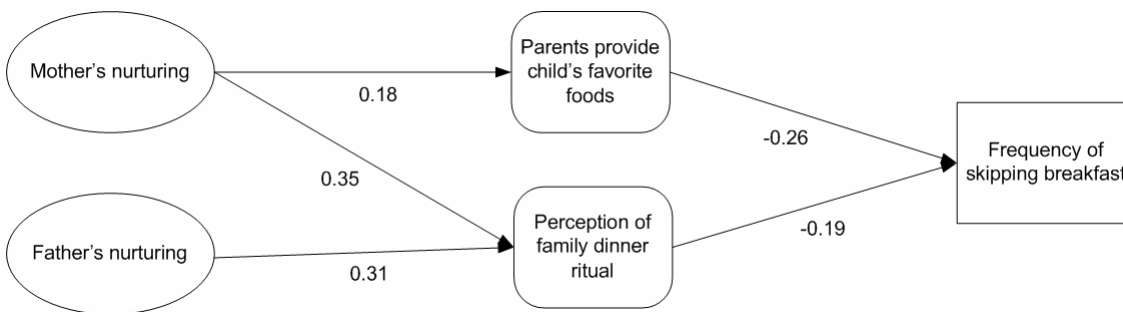 Mother's nurturing
Parents provide
child's favorite
foods
0.18
-0.26
Frequency of
skipping breakfast
0.35
Father's nurturing
Perception of
family dinner
ritual
-0.19
0.31